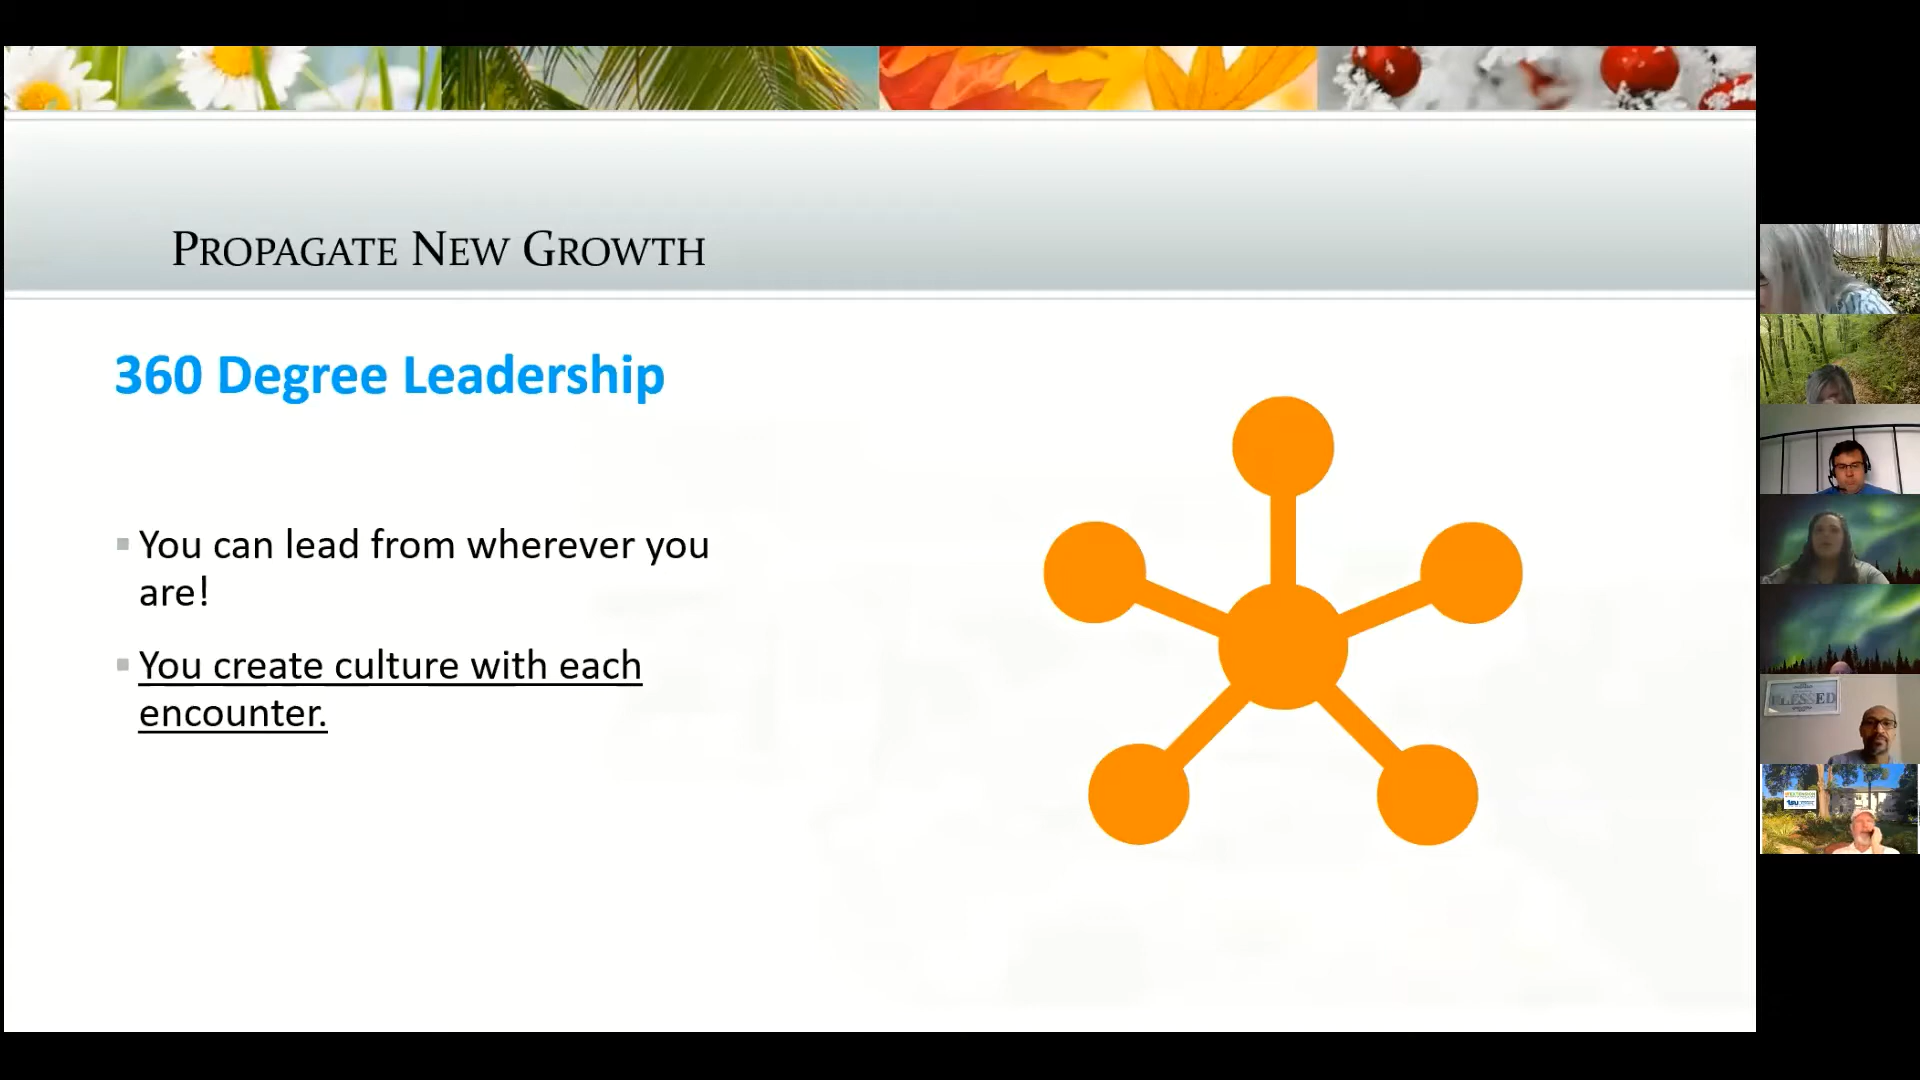 PROPAGATE NEW GROWTH
360 Degree Leadership
You can lead from wherever you
are!
You create culture with each
encounter.
BLESSED